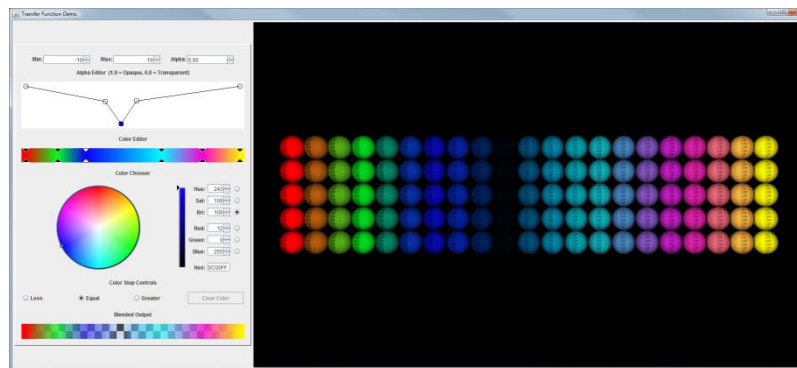 Transfer Function Demo
Min: -10 Max: 10 Alpha: 0.00
Alpha Editor (1.0 = Opaque, 0.0 = Transparent)
Color Editor
Color Chooser
Hue: 243
Sat: 100
Bri: 100
Red: 12
Green: 0
Blue: 255
Hex: 0C00FF
Color Stop Controls
Less Equal Greater Clear Color
Blended Output